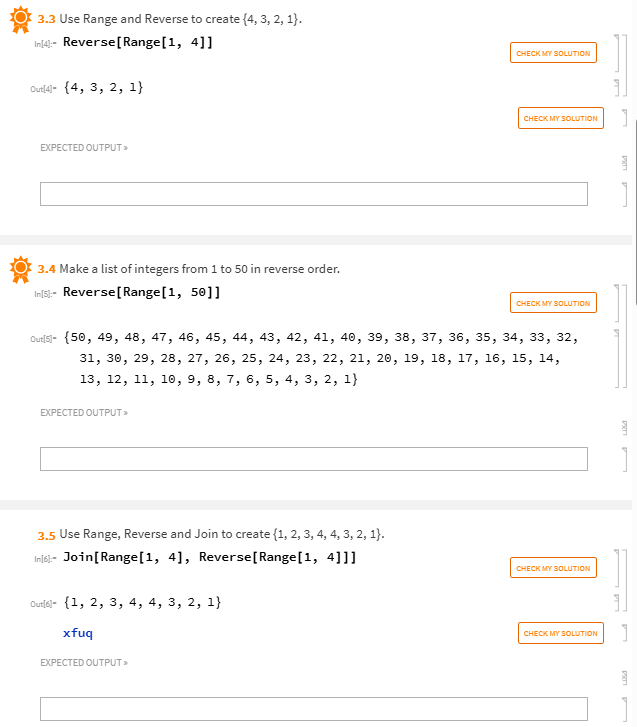 3.3 Use Range and Reverse to create {4, 3, 2, 1}.
In[4]:= Reverse[Range[1, 4]]
CHECK MY SOLUTION
Out[4]= {4, 3, 2, 1}
CHECK MY SOLUTION
EXPECTED OUTPUT »
3.4 Make a list of integers from 1 to 50 in reverse order.
In[5]:= Reverse[Range[1, 50]]
CHECK MY SOLUTION
Out[5]= {50, 49, 48, 47, 46, 45, 44, 43, 42, 41, 40, 39, 38, 37, 36, 35, 34, 33, 32,
31, 30, 29, 28, 27, 26, 25, 24, 23, 22, 21, 20, 19, 18, 17, 16, 15, 14,
13, 12, 11, 10, 9, 8, 7, 6, 5, 4, 3, 2, 1}
EXPECTED OUTPUT »
3.5 Use Range, Reverse and Join to create {1, 2, 3, 4, 4, 3, 2, 1}.
In[6]:= Join[Range[1, 4], Reverse[Range[1, 4]]]
CHECK MY SOLUTION
Out[6]= {1, 2, 3, 4, 4, 3, 2, 1}
xfuq
CHECK MY SOLUTION
EXPECTED OUTPUT »